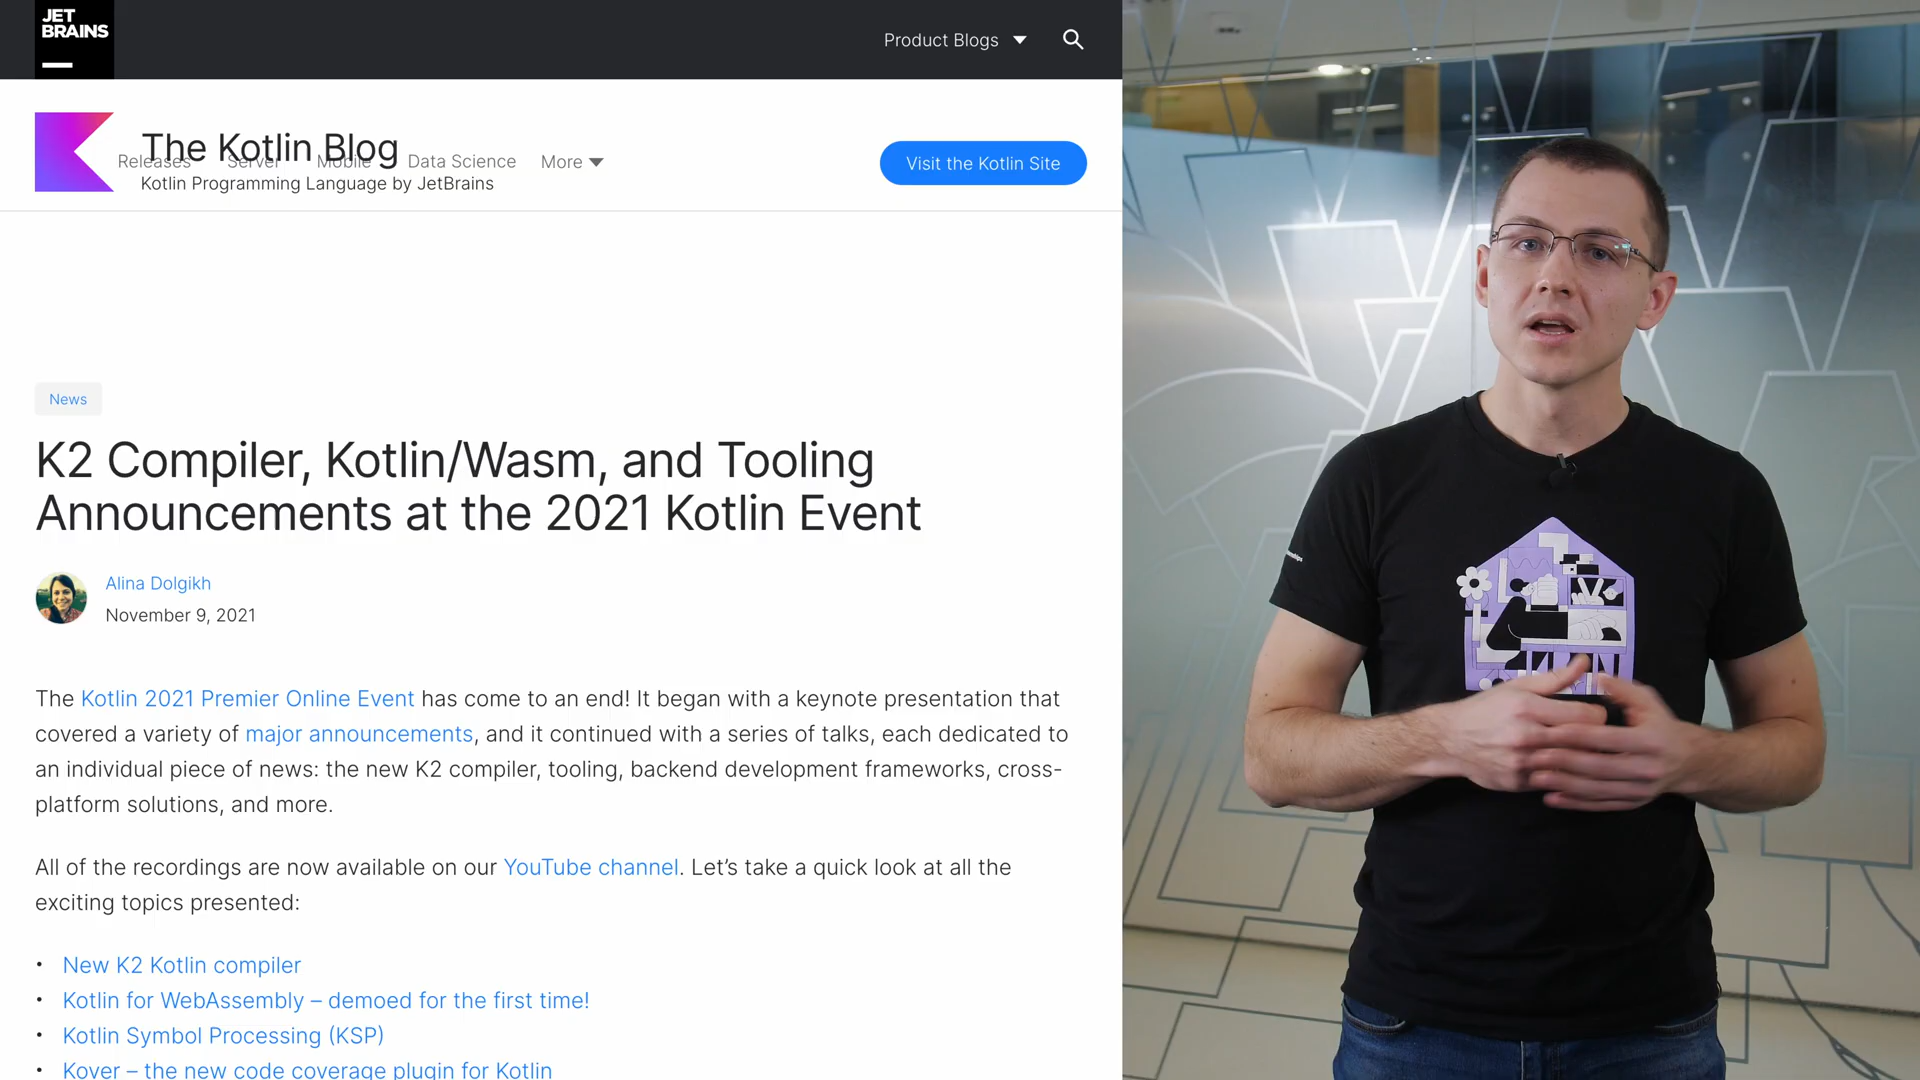 JET
BRAINS
Product Blogs
The Kotlin Blog
Releases Server Mobile Data Science More
Kotlin Programming Language by JetBrains
Visit the Kotlin Site
News
K2 Compiler, Kotlin/Wasm, and Tooling
Announcements at the 2021 Kotlin Event
Alina Dolgikh
November 9, 2021
The Kotlin 2021 Premier Online Event has come to an end! It began with a keynote presentation that
covered a variety of major announcements, and it continued with a series of talks, each dedicated to
an individual piece of news: the new K2 compiler, tooling, backend development frameworks, cross-
platform solutions, and more.
All of the recordings are now available on our YouTube channel. Let’s take a quick look at all the
exciting topics presented:
• New K2 Kotlin compiler
• Kotlin for WebAssembly – demoed for the first time!
• Kotlin Symbol Processing (KSP)
• Kover – the new code coverage plugin for Kotlin